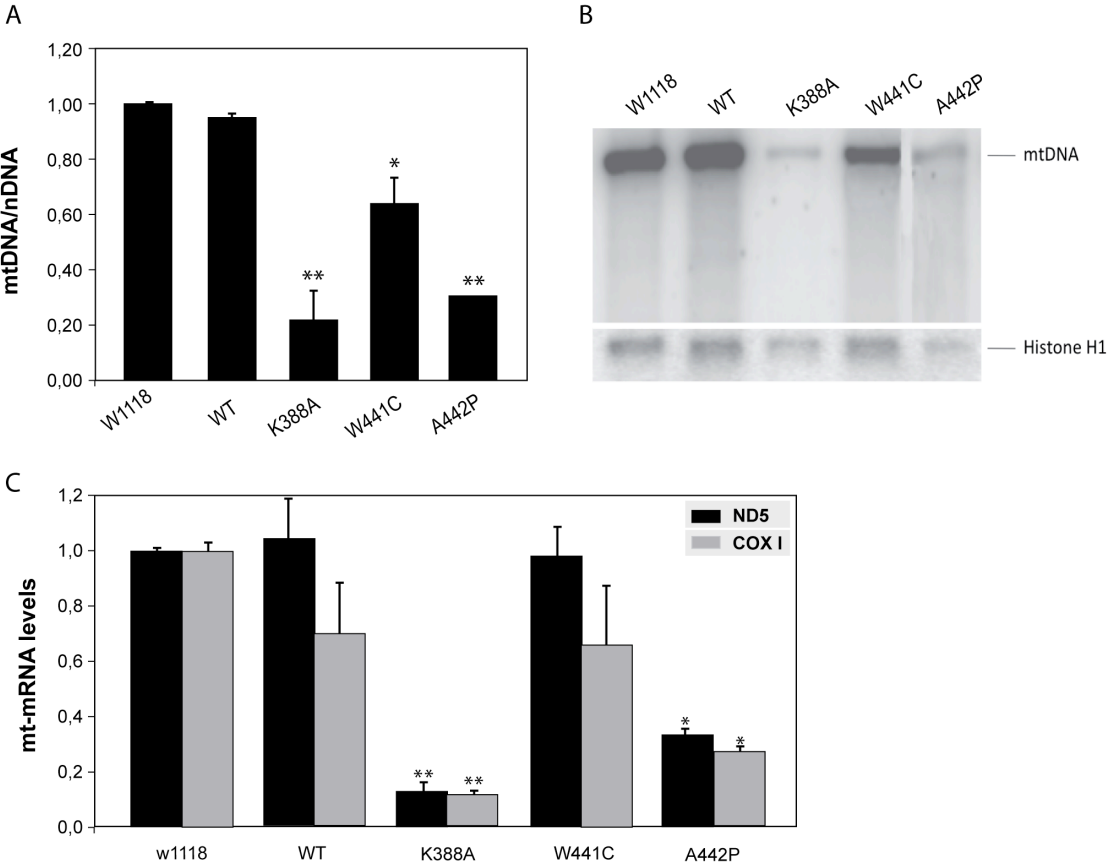 A
1,20
1,00
0,80
0,60
0,40
0,20
0,00
mtDNA/nDNA
**
*
**
W1118 WT K388A W441C A442P
B
W1118 WT K388A W441C A442P
mtDNA
Histone H1
C
1,2
1,0
0,8
0,6
0,4
0,2
0,0
mt-mRNA levels
ND5
COX I
** **
* *
w1118 WT K388A W441C A442P